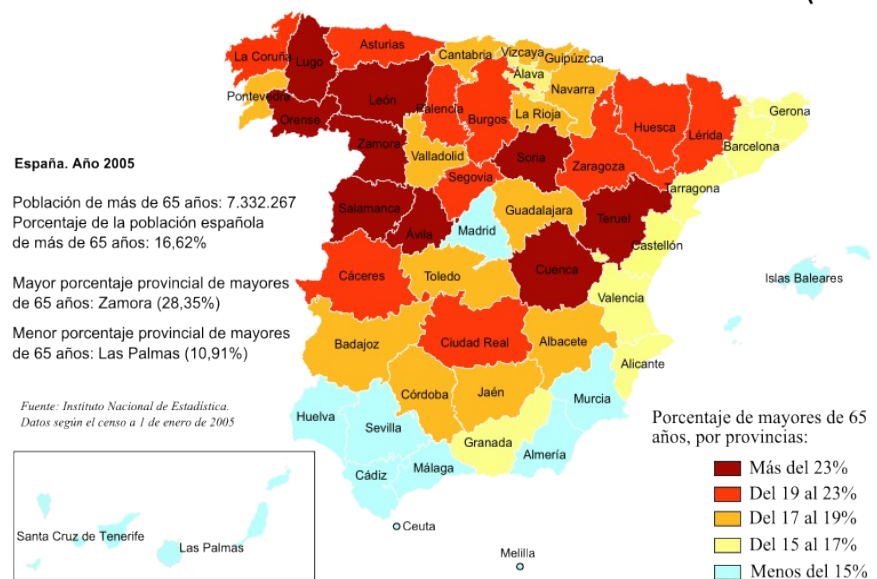 La Coruña
Lugo
Asturias
Cantabria
Vizcaya
Guipúzcoa
Álava
Navarra
Pontevedra
Orense
León
Palencia
Burgos
La Rioja
Huesca
Lérida
Gerona
Barcelona
Zamora
Valladolid
Soria
Zaragoza
Tarragona
Segovia
España. Año 2005
Población de más de 65 años: 7.332.267
Porcentaje de la población española
de más de 65 años: 16,62%
Mayor porcentaje provincial de mayores
de 65 años: Zamora (28,35%)
Menor porcentaje provincial de mayores
de 65 años: Las Palmas (10,91%)
Fuente: Instituto Nacional de Estadística.
Datos según el censo a 1 de enero de 2005
Salamanca
Ávila
Madrid
Guadalajara
Teruel
Castellón
Cáceres
Toledo
Cuenca
Valencia
Islas Baleares
Badajoz
Ciudad Real
Albacete
Alicante
Córdoba
Jaén
Murcia
Huelva
Sevilla
Granada
Almería
Cádiz
Málaga
Ceuta
Melilla
Santa Cruz de Tenerife
Las Palmas
Porcentaje de mayores de 65
años, por provincias:
Más del 23%
Del 19 al 23%
Del 17 al 19%
Del 15 al 17%
Menos del 15%